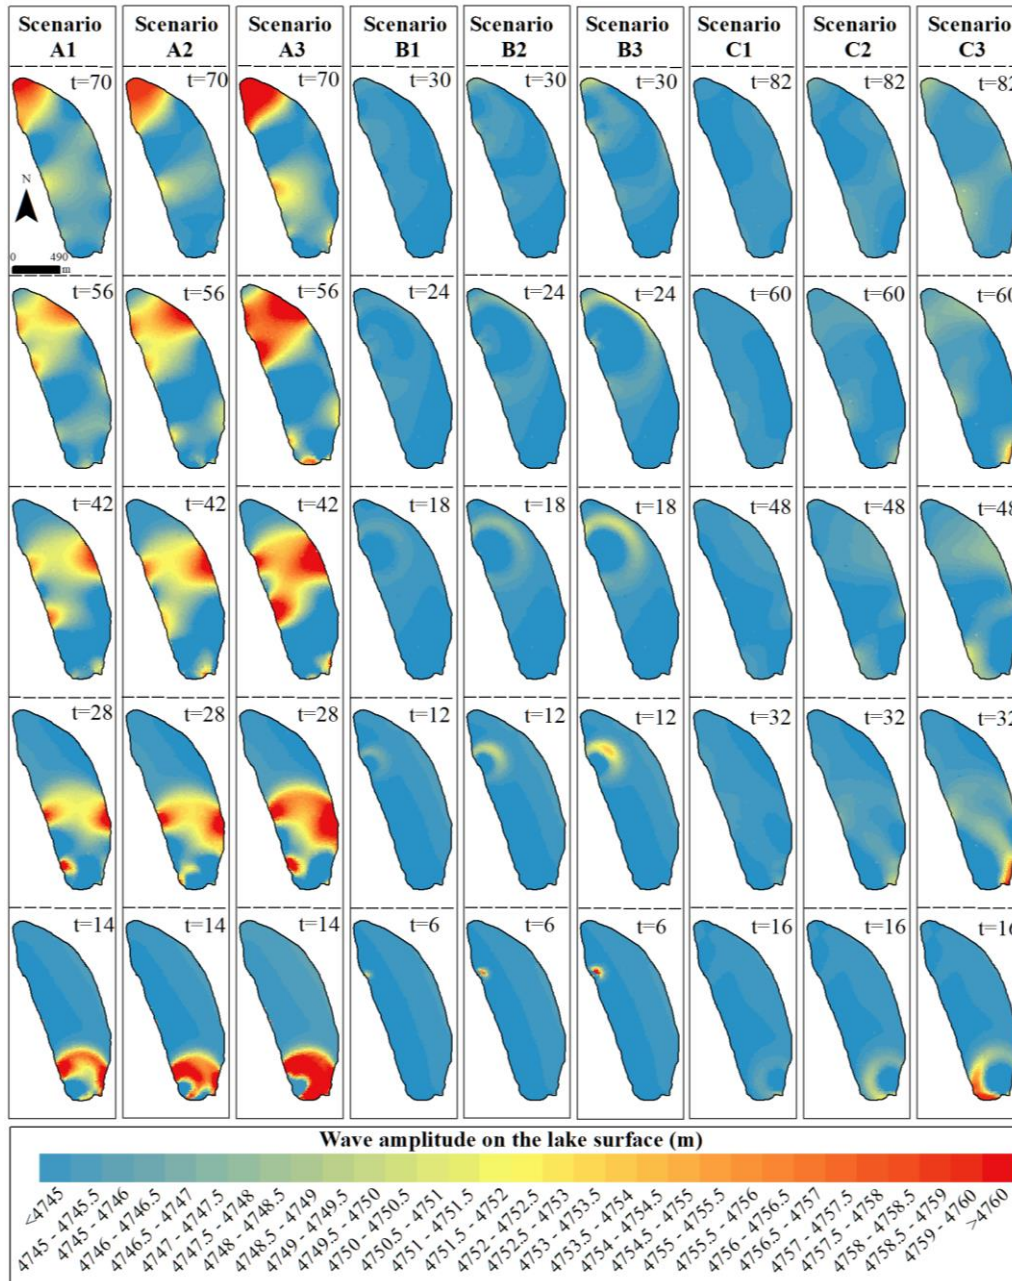 Scenario A1
Scenario A2
Scenario A3
Scenario B1
Scenario B2
Scenario B3
Scenario C1
Scenario C2
Scenario C3
t=70 t=70 t=70 t=30 t=30 t=30 t=82 t=82 t=82
N
0 490 m
t=56 t=56 t=56 t=24 t=24 t=24 t=60 t=60 t=60
t=42 t=42 t=42 t=18 t=18 t=18 t=48 t=48 t=48
t=28 t=28 t=28 t=12 t=12 t=12 t=32 t=32 t=32
t=14 t=14 t=14 t=6 t=6 t=6 t=16 t=16 t=16
Wave amplitude on the lake surface (m)
<4745
4745 - 4745.5
4745 - 4746
4746 - 4746.5
4746.5 - 4747
4747 - 4747.5
4747.5 - 4748
4748 - 4748.5
4748.5 - 4749
4749 - 4749.5
4749.5 - 4750
4750 - 4750.5
4750.5 - 4751
4751 - 4751.5
4751.5 - 4752
4752 - 4752.5
4752.5 - 4753
4753 - 4753.5
4753.5 - 4754
4754 - 4754.5
4754.5 - 4755
4755 - 4755.5
4755.5 - 4756
4756 - 4756.5
4756.5 - 4757
4757 - 4757.5
4757.5 - 4758
4758 - 4758.5
4758.5 - 4759
4759 - 4760
>4760